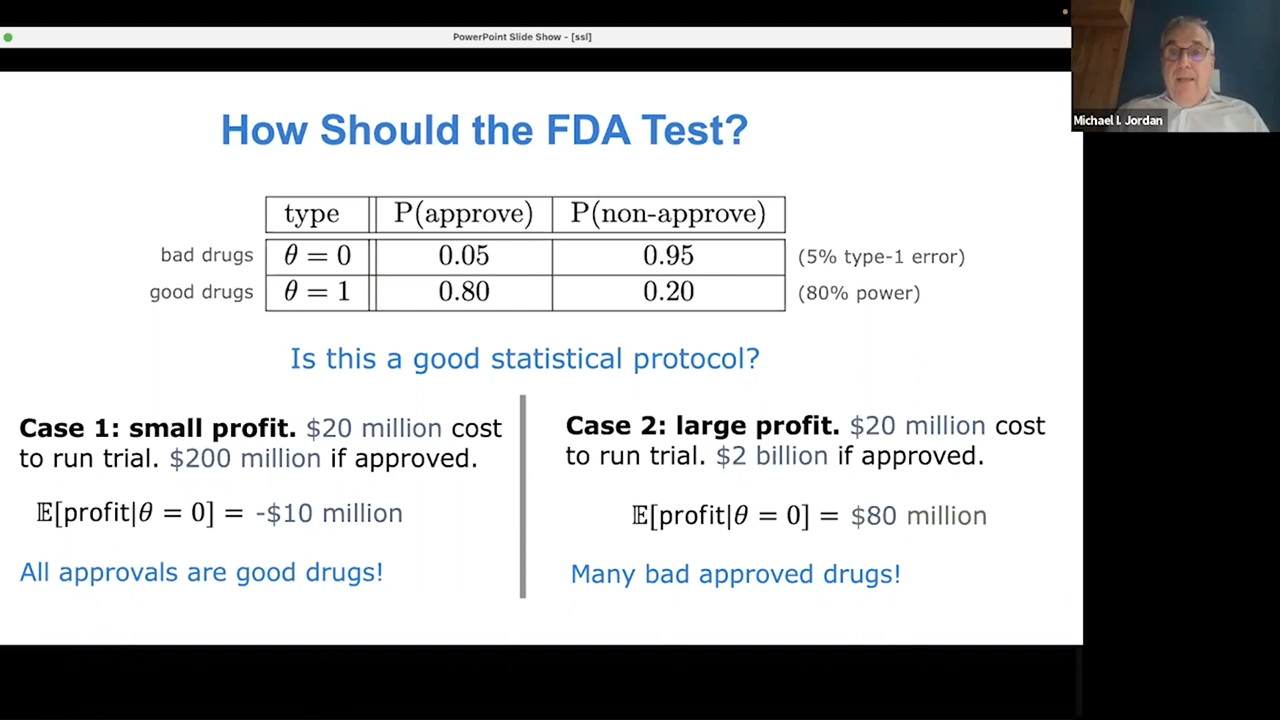 PowerPoint Slide Show - [ssl]
Michael I. Jordan
How Should the FDA Test?
type P(approve) P(non-approve)
bad drugs θ = 0 0.05 0.95 (5% type-1 error)
good drugs θ = 1 0.80 0.20 (80% power)
Is this a good statistical protocol?
Case 1: small profit. $20 million cost
to run trial. $200 million if approved.
𝔼[profit|θ = 0] = -$10 million
All approvals are good drugs!
Case 2: large profit. $20 million cost
to run trial. $2 billion if approved.
𝔼[profit|θ = 0] = $80 million
Many bad approved drugs!